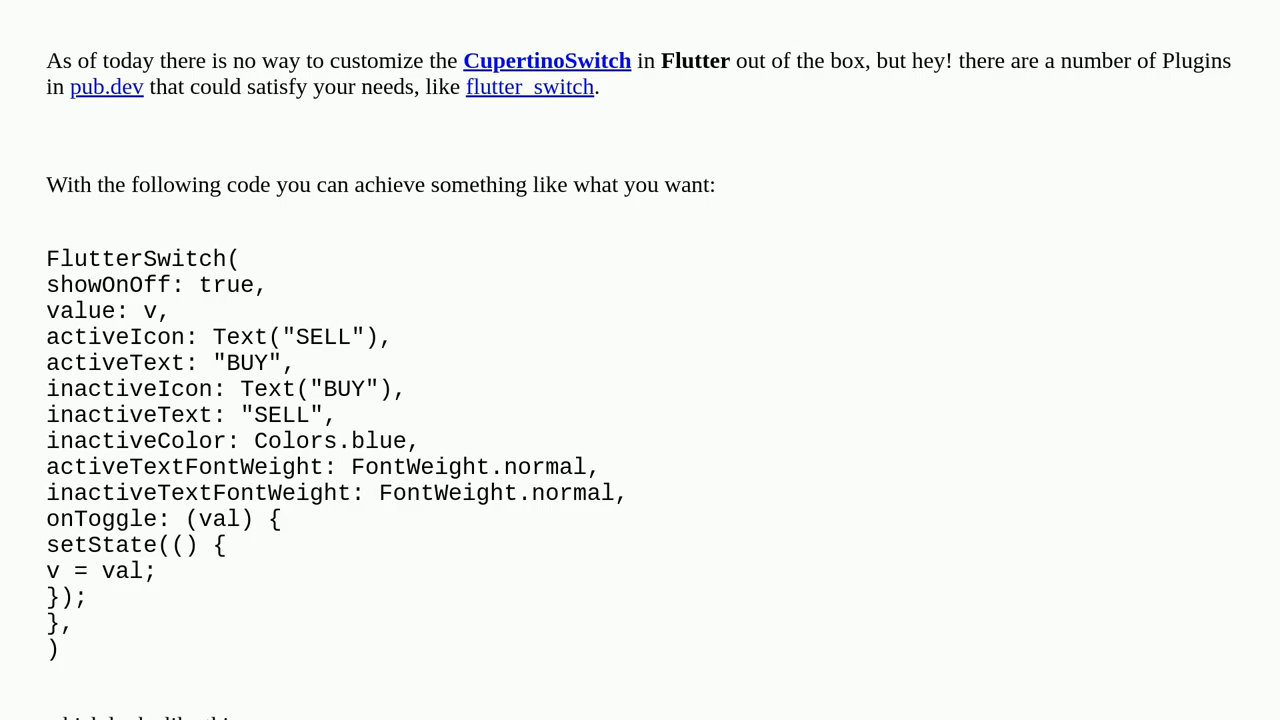 As of today there is no way to customize the CupertinoSwitch in Flutter out of the box, but hey! there are a number of Plugins
in pub.dev that could satisfy your needs, like flutter_switch.
With the following code you can achieve something like what you want:
FlutterSwitch(
showOnOff: true,
value: v,
activeIcon: Text("SELL"),
activeText: "BUY",
inactiveIcon: Text("BUY"),
inactiveText: "SELL",
inactiveColor: Colors.blue,
activeTextFontWeight: FontWeight.normal,
inactiveTextFontWeight: FontWeight.normal,
onToggle: (val) {
setState(() {
v = val;
});
},
)